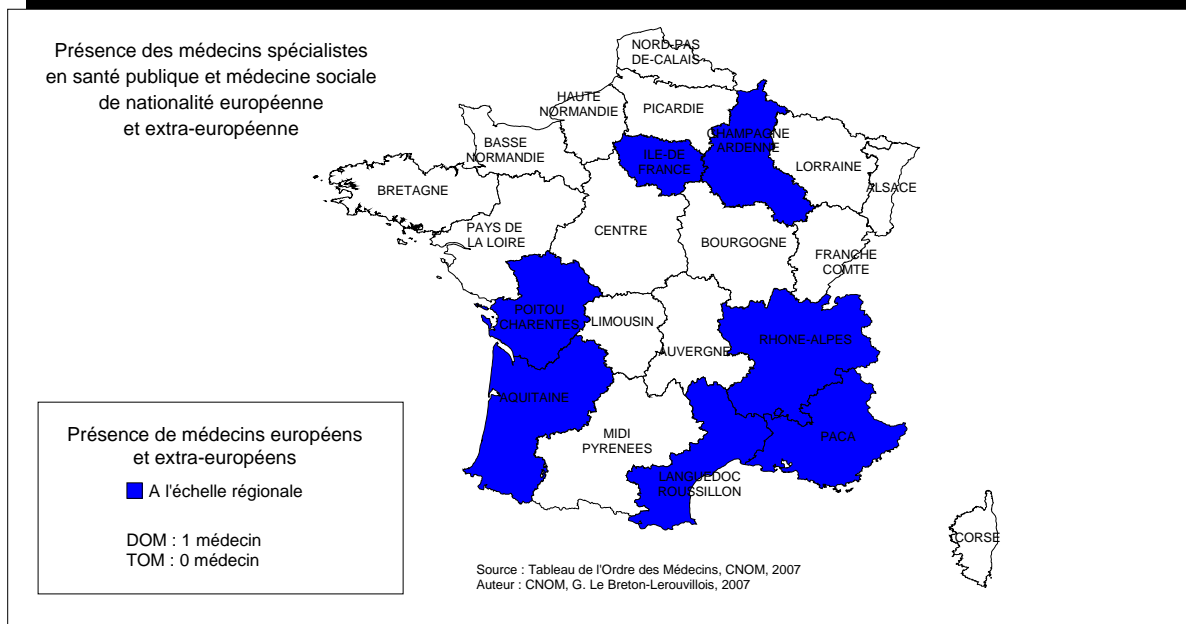 Présence des médecins spécialistes
en santé publique et médecine sociale
de nationalité européenne
et extra-européenne
NORD-PAS
DE-CALAIS
HAUTE
NORMANDIE
PICARDIE
CHAMPAGNE
ARDENNE
BASSE
NORMANDIE
ILE DE
FRANCE
LORRAINE
ALSACE
BRETAGNE
PAYS DE
LA LOIRE
CENTRE
BOURGOGNE
FRANCHE
COMTE
POITOU
CHARENTES
LIMOUSIN
AUVERGNE
RHONE-ALPES
AQUITAINE
MIDI
PYRENEES
PACA
LANGUEDOC
ROUSSILLON
CORSE
Présence de médecins européens
et extra-européens
A l'échelle régionale
DOM : 1 médecin
TOM : 0 médecin
Source : Tableau de l'Ordre des Médecins, CNOM, 2007
Auteur : CNOM, G. Le Breton-Lerouvillois, 2007